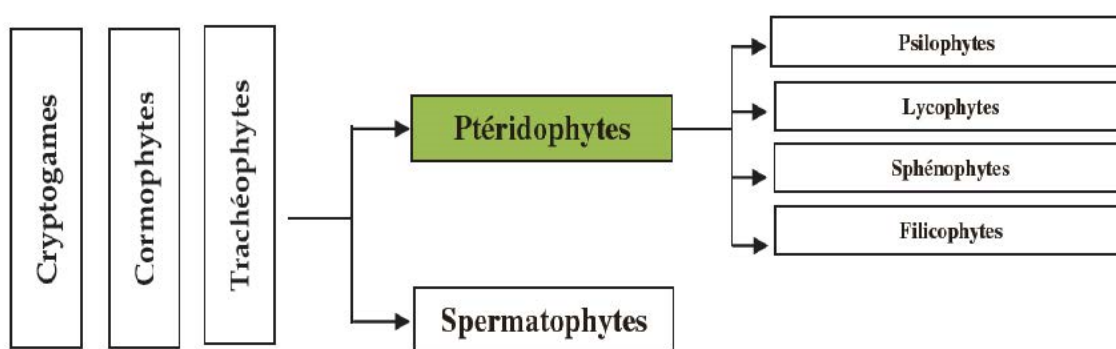 Cryptogames
Cormophytes
Trachéophytes
Ptéridophytes
Spermatophytes
Psilophytes
Lycophytes
Sphénophytes
Filicophytes